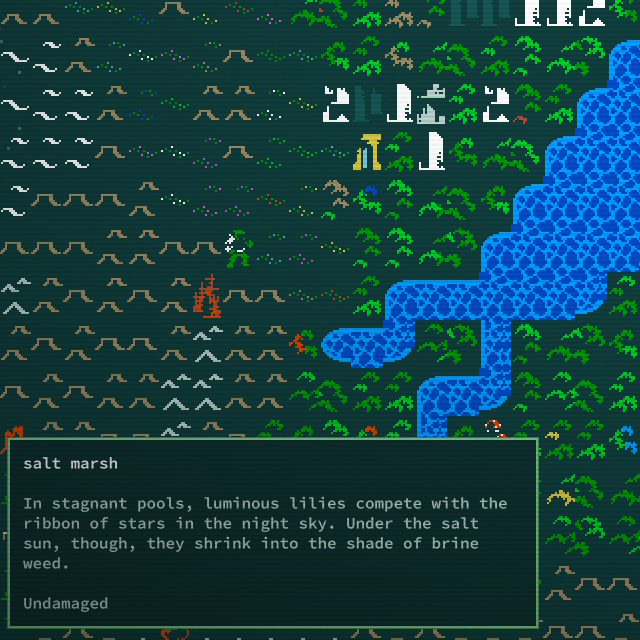 salt marsh
In stagnant pools, luminous lilies compete with the
ribbon of stars in the night sky. Under the salt
sun, though, they shrink into the shade of brine
weed.
Undamaged